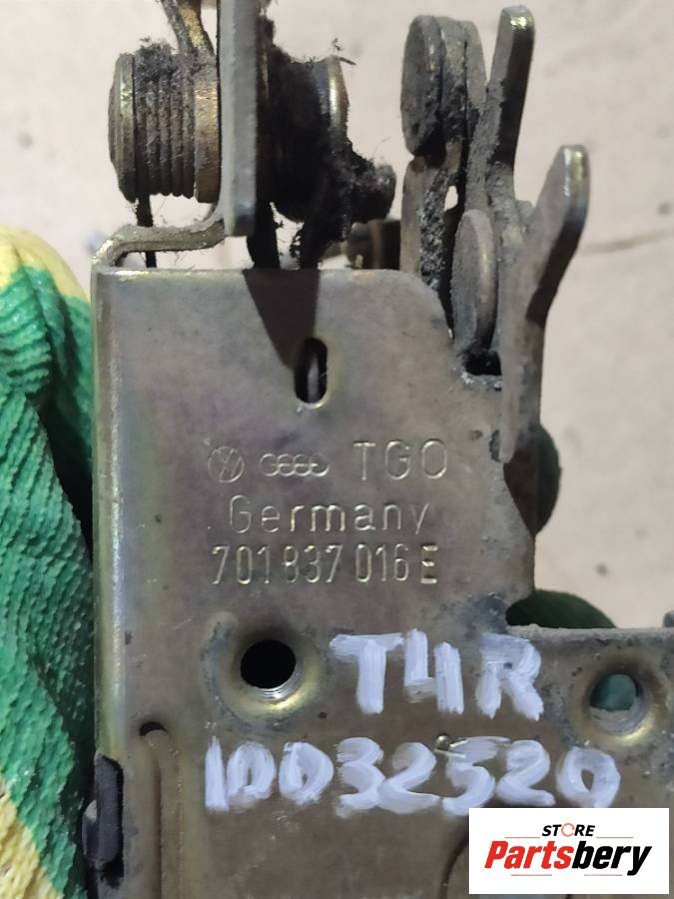 TGO
Germany
701 837 016 E
T4R
10032520
STORE
Partsbery